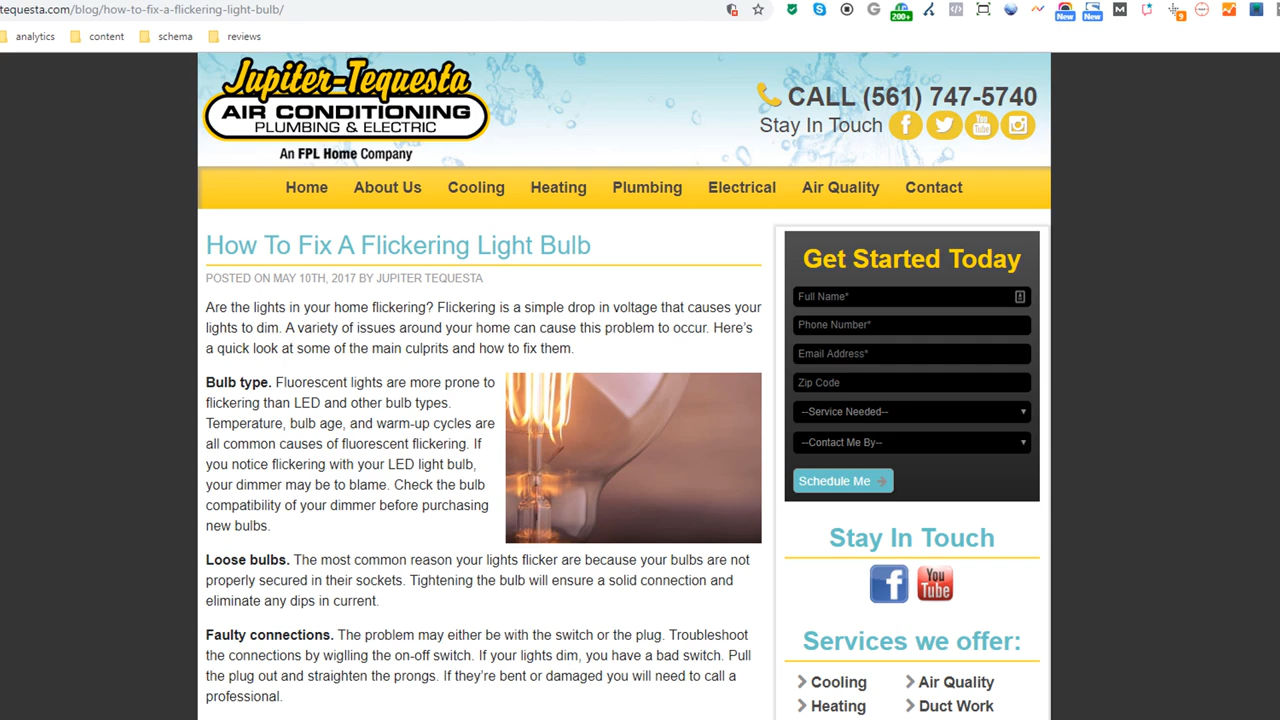 tequesta.com/blog/how-to-fix-a-flickering-light-bulb/
200+
New
New
M
9
analytics
content
schema
reviews
Jupiter-Tequesta
AIR CONDITIONING
PLUMBING & ELECTRIC
An FPL Home Company
CALL (561) 747-5740
Stay In Touch
You Tube
Home About Us Cooling Heating Plumbing Electrical Air Quality Contact
How To Fix A Flickering Light Bulb
POSTED ON MAY 10TH, 2017 BY JUPITER TEQUESTA
Are the lights in your home flickering? Flickering is a simple drop in voltage that causes your
lights to dim. A variety of issues around your home can cause this problem to occur. Here's
a quick look at some of the main culprits and how to fix them.
Bulb type. Fluorescent lights are more prone to
flickering than LED and other bulb types.
Temperature, bulb age, and warm-up cycles are
all common causes of fluorescent flickering. If
you notice flickering with your LED light bulb,
your dimmer may be to blame. Check the bulb
compatibility of your dimmer before purchasing
new bulbs.
Loose bulbs. The most common reason your lights flicker are because your bulbs are not
properly secured in their sockets. Tightening the bulb will ensure a solid connection and
eliminate any dips in current.
Faulty connections. The problem may either be with the switch or the plug. Troubleshoot
the connections by wiglling the on-off switch. If your lights dim, you have a bad switch. Pull
the plug out and straighten the prongs. If they're bent or damaged you will need to call a
professional.
Get Started Today
Full Name*
Phone Number*
Email Address*
Zip Code
--Service Needed--
--Contact Me By--
Schedule Me
Stay In Touch
You Tube
Services we offer:
Cooling Air Quality
Heating Duct Work